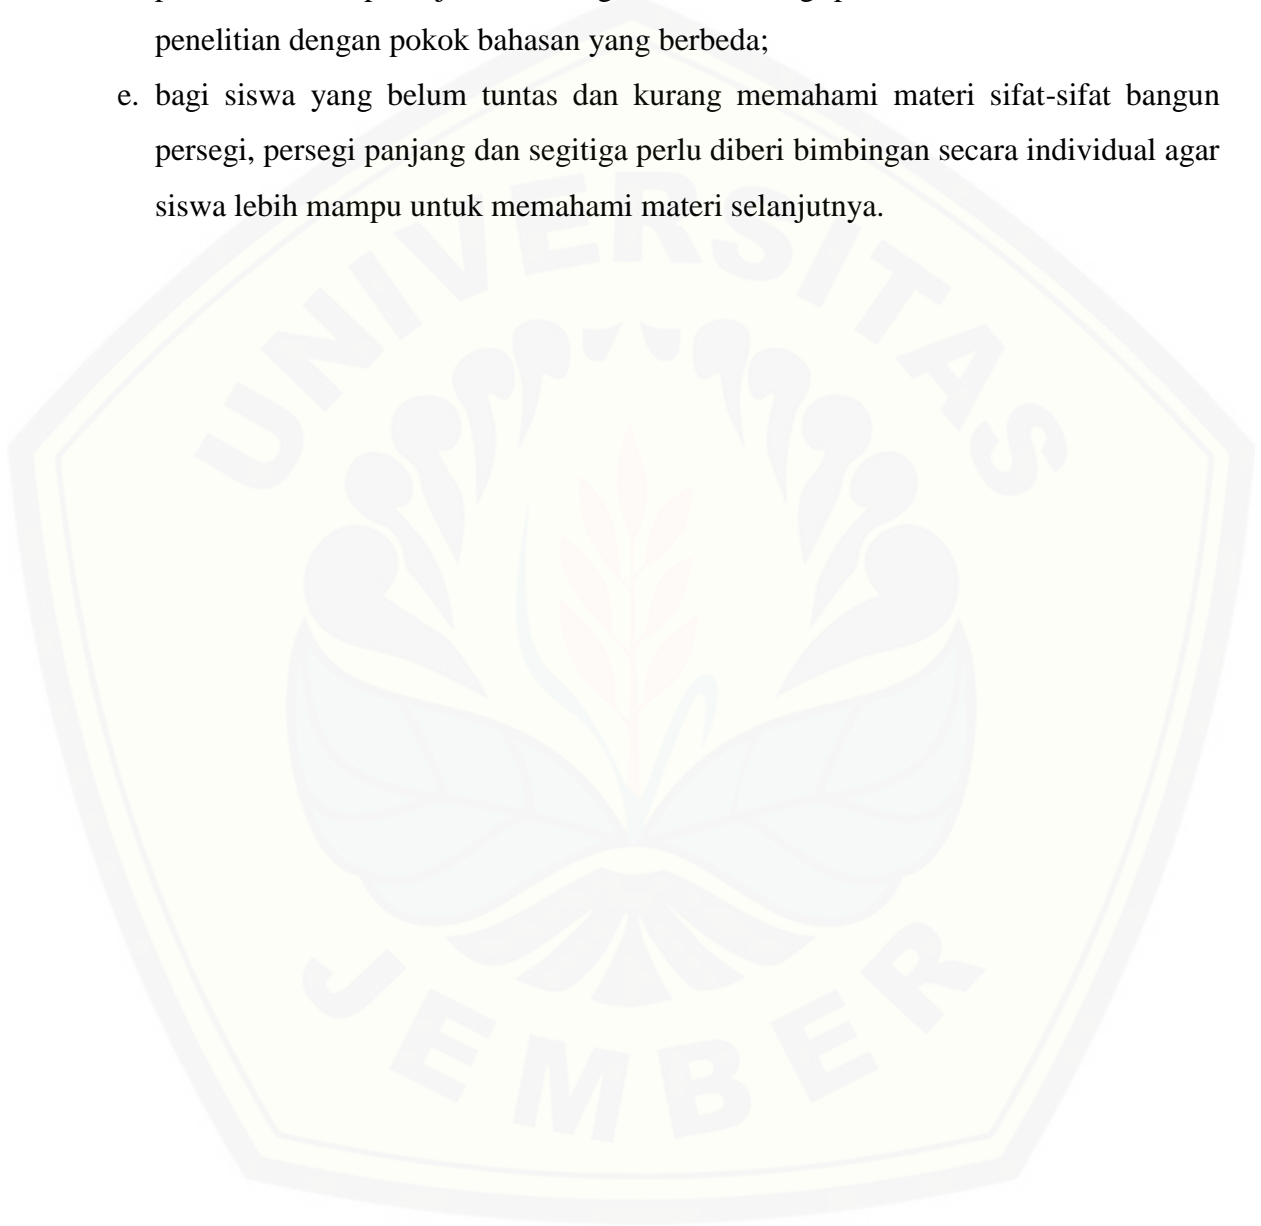 penelitian dengan pokok bahasan yang berbeda;
e. bagi siswa yang belum tuntas dan kurang memahami materi sifat-sifat bangun
persegi, persegi panjang dan segitiga perlu diberi bimbingan secara individual agar
siswa lebih mampu untuk memahami materi selanjutnya.
UNIVERSITAS
JEMBER